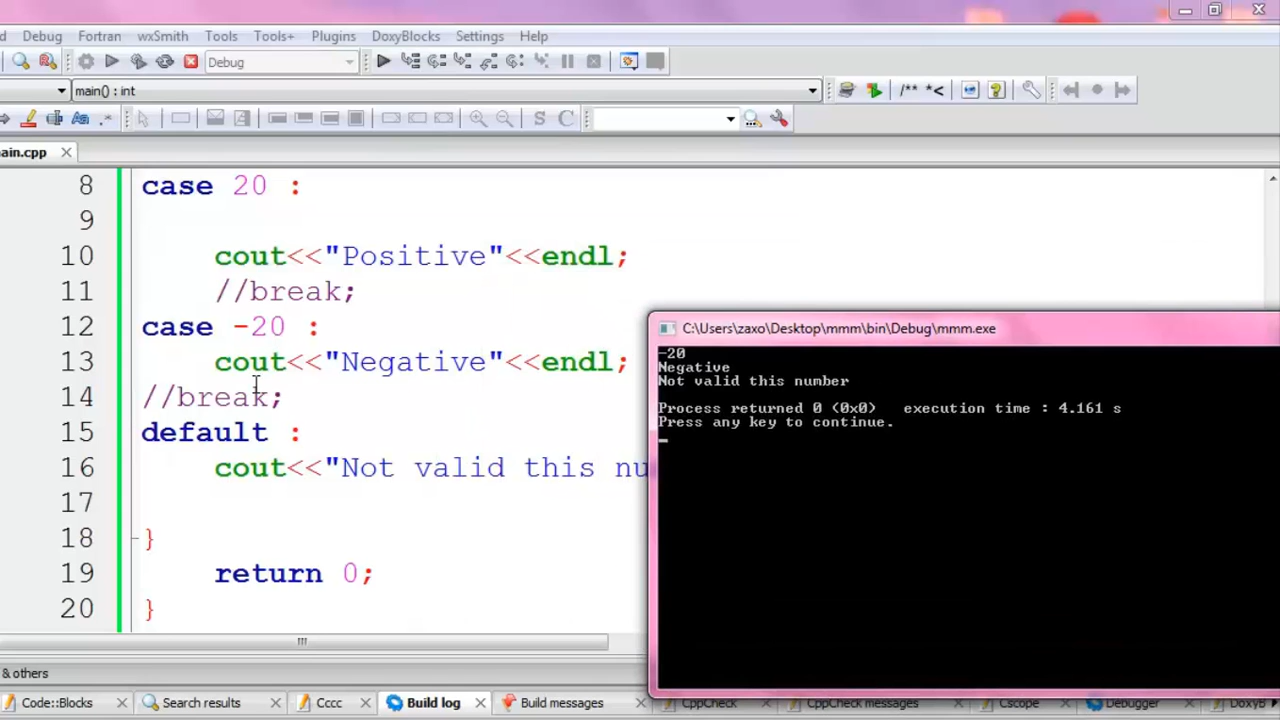 Debug Fortran wxSmith Tools Tools+ Plugins DoxyBlocks Settings Help
Debug
main() : int
/** *<
S C
ain.cpp
8 case 20 :
9
10 cout<<"Positive"<<endl;
11 //break;
12 case -20 :
13 cout<<"Negative"<<endl;
14 //break;
15 default :
16 cout<<"Not valid this nu
17
18 }
19 return 0;
20 }
C:\Users\zaxo\Desktop\mmm\bin\Debug\mmm.exe
-20
Negative
Not valid this number
Process returned 0 (0x0) execution time : 4.161 s
Press any key to continue.
& others
Code::Blocks Search results Cccc Build log Build messages CppCheck CppCheck messages Cscope Debugger DoxyB